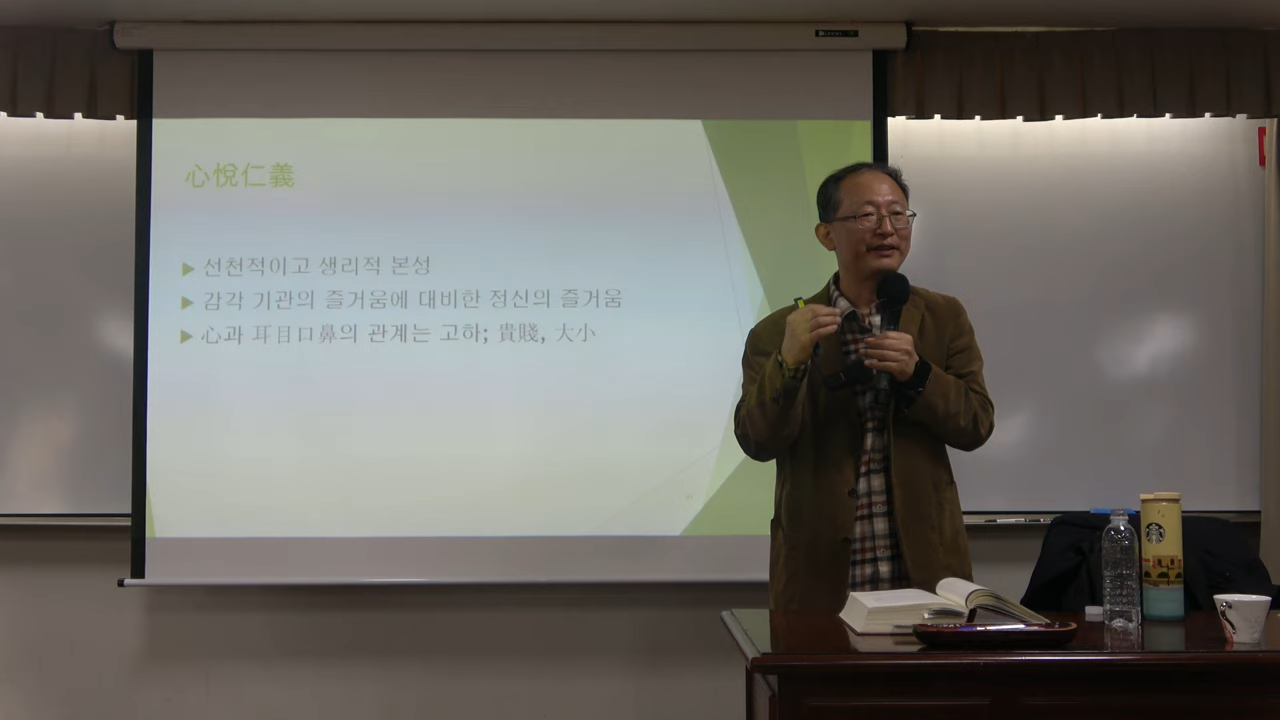 心悅仁義
선천적이고 생리적 본성
감각 기관의 즐거움에 대비한 정신의 즐거움
心과 耳目口鼻의 관계는 고하; 貴賤, 大小